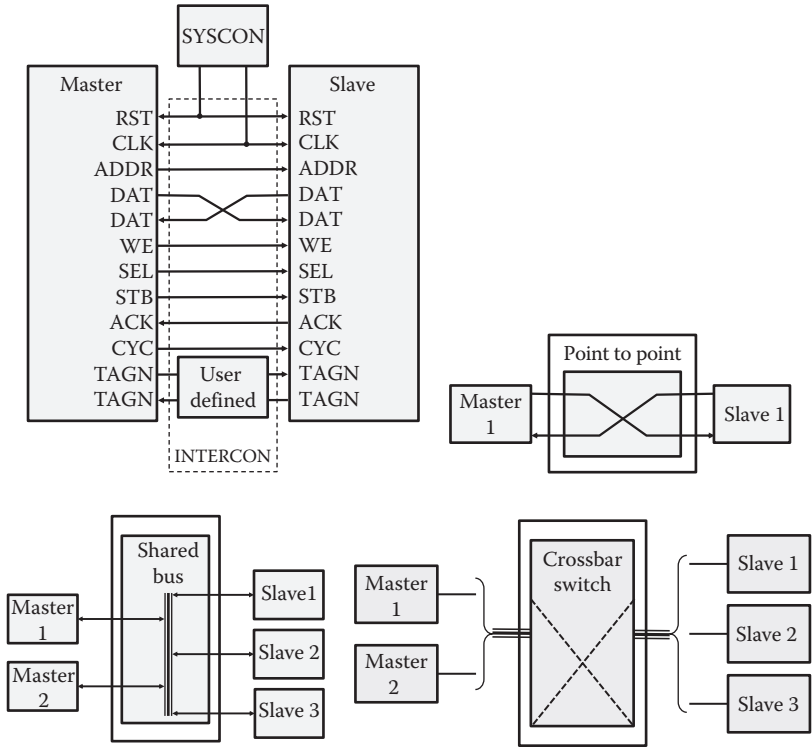 SYSCON
Master
Slave
RST
RST
CLK
CLK
ADDR
ADDR
DAT
DAT
DAT
DAT
WE
WE
SEL
SEL
STB
STB
ACK
ACK
CYC
CYC
TAGN
User
TAGN
TAGN
defined
TAGN
INTERCON
Point to point
Master
1
Slave 1
Shared
bus
Master
1
Master
2
Slave1
Slave 2
Slave 3
Crossbar
switch
Master
1
Master
2
Slave 1
Slave 2
Slave 3